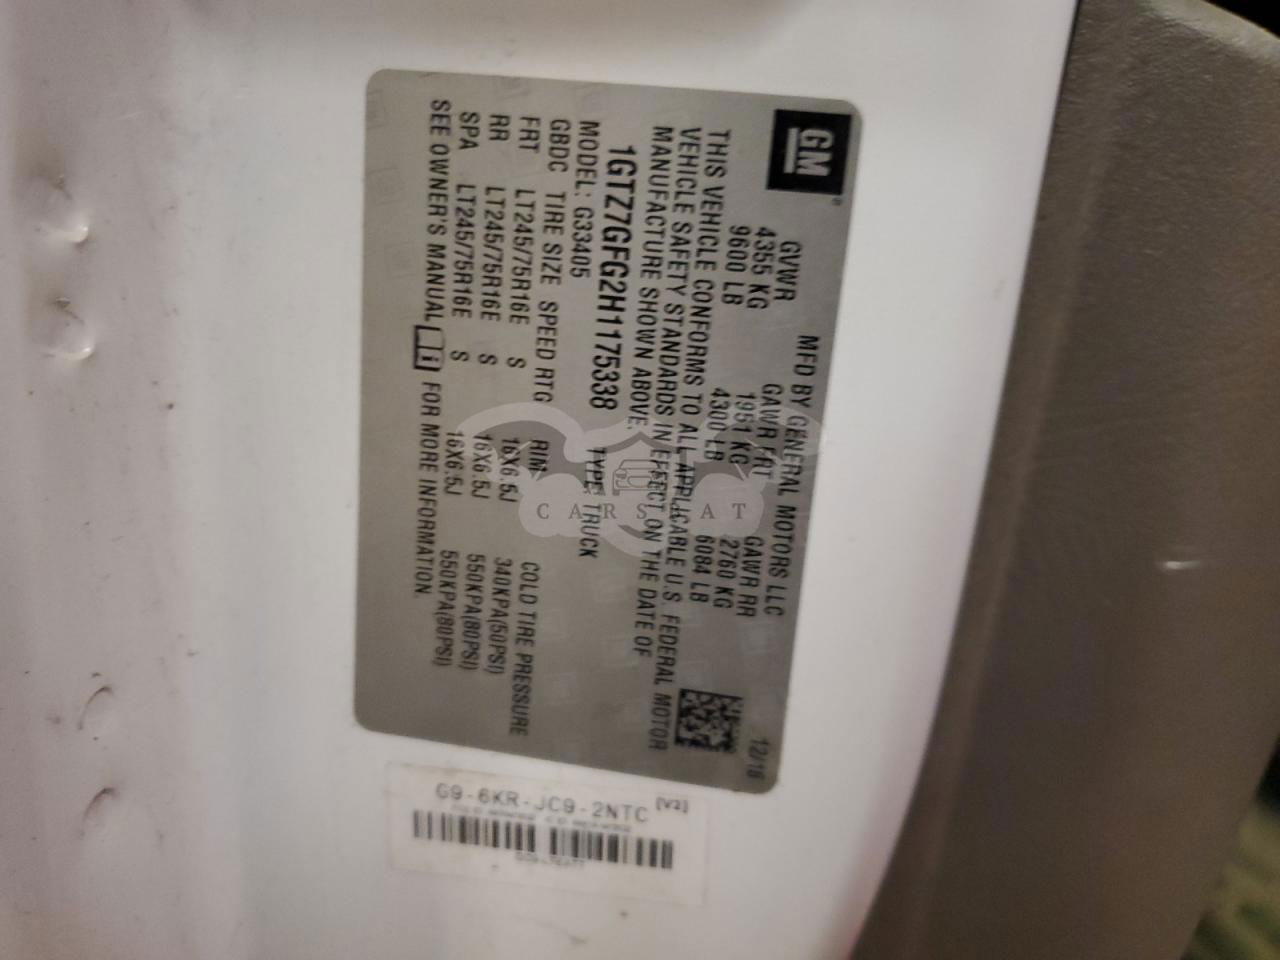 GM
MFD BY GENERAL MOTORS LLC 12/16
GVWR GAWR FRT GAWR RR
4355 KG 1951 KG 2760 KG
9600 LB 4300 LB 6084 LB
THIS VEHICLE CONFORMS TO ALL APPLICABLE U.S. FEDERAL MOTOR
VEHICLE SAFETY STANDARDS IN EFFECT ON THE DATE OF
MANUFACTURE SHOWN ABOVE.
1GTZ7GFG2H1175338 TYPE: TRUCK
MODEL: G33405
GBDC TIRE SIZE SPEED RTG RIM COLD TIRE PRESSURE
FRT LT245/75R16E S 16X6.5J 340KPA(50PSI)
RR LT245/75R16E S 16X6.5J 550KPA(80PSI)
SPA LT245/75R16E S 16X6.5J 550KPA(80PSI)
SEE OWNER'S MANUAL FOR MORE INFORMATION.
G9-6KR-JC9-2NTC [V2]